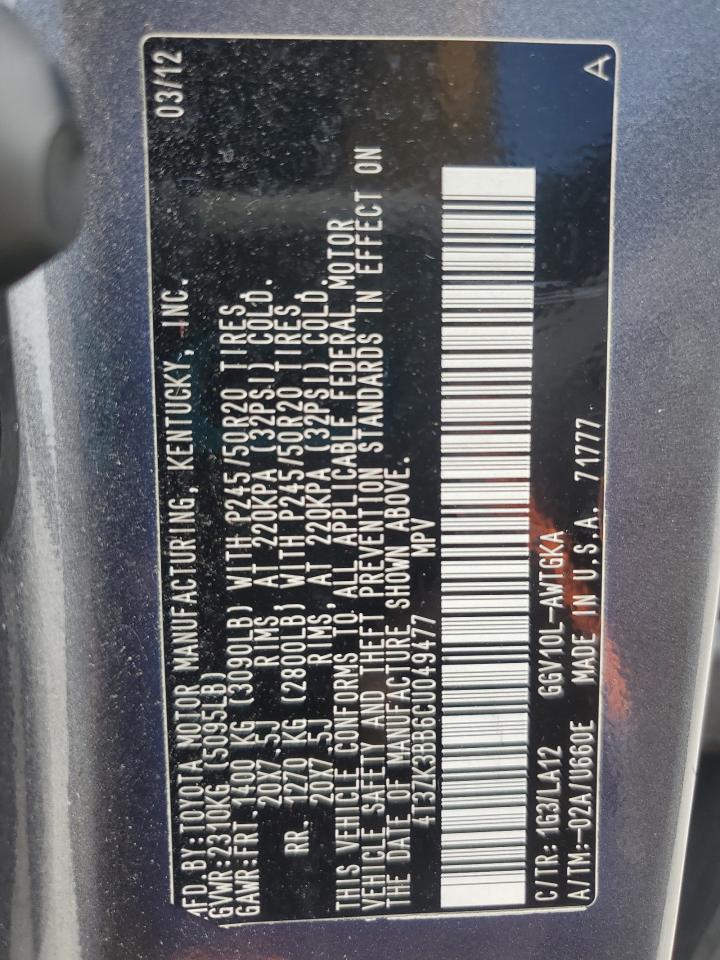 MFD. BY: TOYOTA MOTOR MANUFACTURING, KENTUCKY, INC. 03/12
GVWR: 2310KG (5095LB)
GAWR: FRT. 1400 KG (3090LB) WITH P245/50R20 TIRES,
20X7.5J RIMS, AT 220KPA (32PSI) COLD.
RR. 1270 KG (2800LB) WITH P245/50R20 TIRES,
20X7.5J RIMS, AT 220KPA (32PSI) COLD.
THIS VEHICLE CONFORMS TO ALL APPLICABLE FEDERAL MOTOR
VEHICLE SAFETY AND THEFT PREVENTION STANDARDS IN EFFECT ON
THE DATE OF MANUFACTURE SHOWN ABOVE.
4T3ZK3BB6CU049477 MPV
C/TR: 1G3/LA12 GGV10L-AWTGKA
A/TM:-02A/U660E MADE IN U.S.A. 71777 A